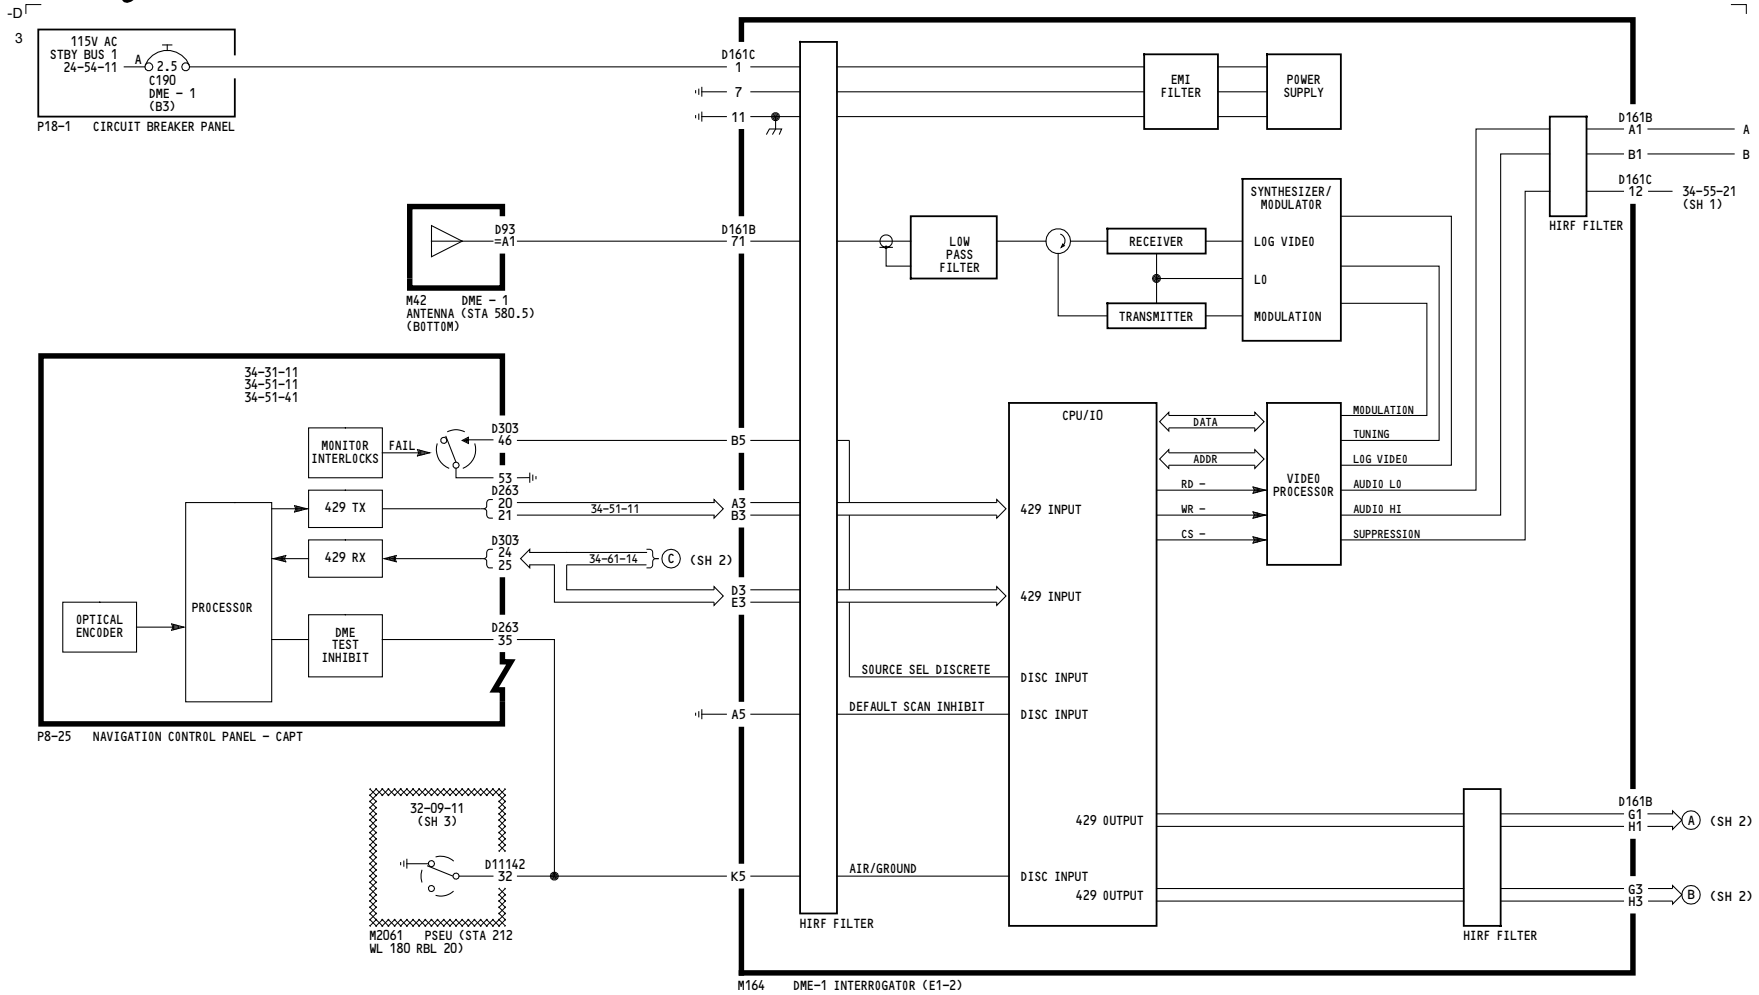 -D
3
115V AC
STBY BUS 1
24-54-11
A
2.5
C190
DME - 1
(B3)
P18-1 CIRCUIT BREAKER PANEL
D161C
1
7
11
EMI
FILTER
POWER
SUPPLY
D161B
A1
A
B1
B
D161C
12
34-55-21
(SH 1)
HIRF FILTER
D93
=A1
M42 DME - 1
ANTENNA (STA 580.5)
(BOTTOM)
D161B
71
LOW
PASS
FILTER
RECEIVER
TRANSMITTER
SYNTHESIZER/
MODULATOR
LOG VIDEO
LO
MODULATION
34-31-11
34-51-11
34-51-41
MONITOR
INTERLOCKS
FAIL
D303
46
53
D263
20
21
34-51-11
429 TX
429 RX
D303
24
25
34-61-14
C
(SH 2)
PROCESSOR
OPTICAL
ENCODER
DME
TEST
INHIBIT
D263
35
P8-25 NAVIGATION CONTROL PANEL - CAPT
B5
A3
B3
D3
E3
A5
K5
32-09-11
(SH 3)
D11142
32
M2061 PSEU (STA 212
WL 180 RBL 20)
SOURCE SEL DISCRETE
DEFAULT SCAN INHIBIT
AIR/GROUND
HIRF FILTER
CPU/IO
429 INPUT
429 INPUT
DISC INPUT
DISC INPUT
429 OUTPUT
DISC INPUT
429 OUTPUT
DATA
ADDR
RD -
WR -
CS -
VIDEO
PROCESSOR
MODULATION
TUNING
LOG VIDEO
AUDIO LO
AUDIO HI
SUPPRESSION
D161B
G1
H1
A
(SH 2)
G3
H3
B
(SH 2)
HIRF FILTER
M164 DME-1 INTERROGATOR (E1-2)